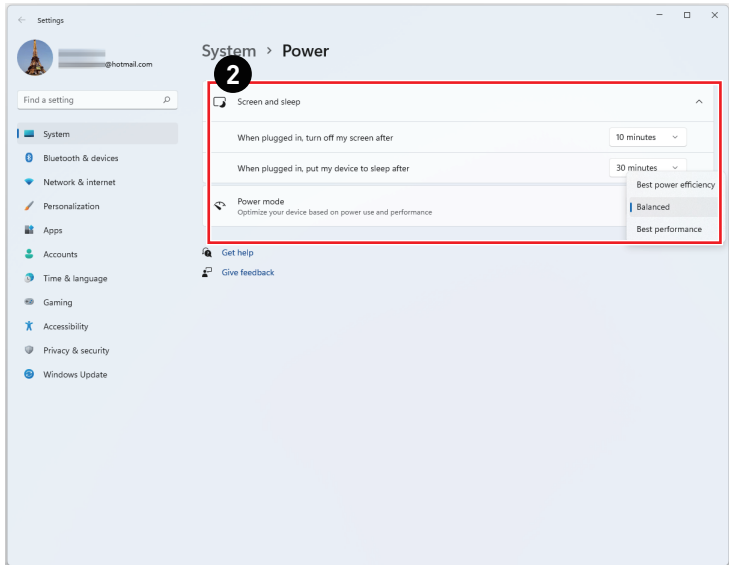 Settings
@hotmail.com
Find a setting
System
Bluetooth & devices
Network & internet
Personalization
Apps
Accounts
Time & language
Gaming
Accessibility
Privacy & security
Windows Update
System > Power
2
Screen and sleep
When plugged in, turn off my screen after
10 minutes
When plugged in, put my device to sleep after
30 minutes
Power mode
Optimize your device based on power use and performance
Best power efficiency
Balanced
Best performance
Get help
Give feedback